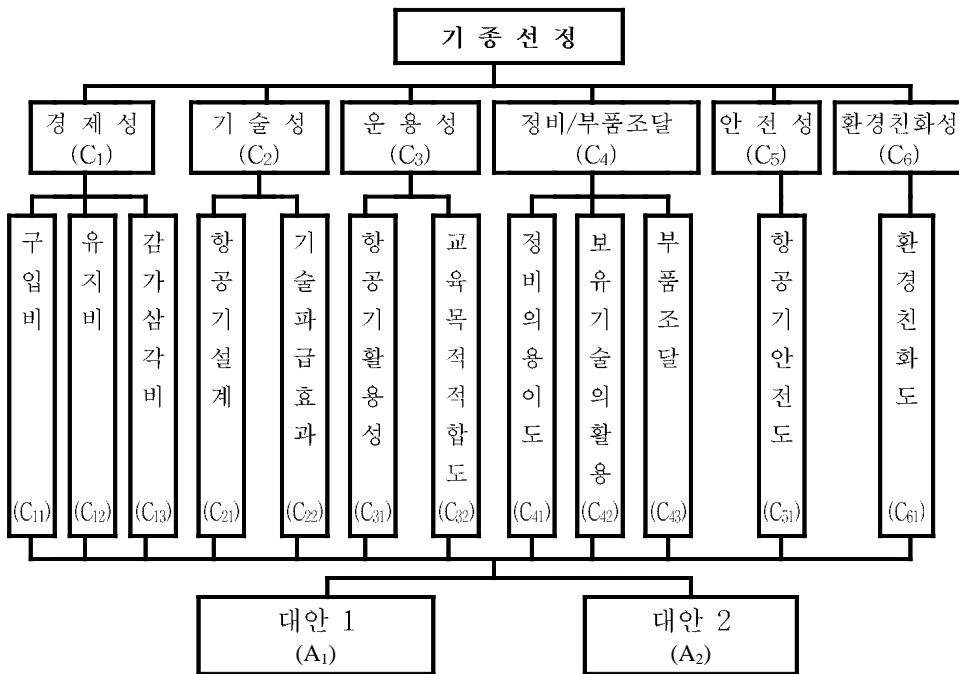 기 종 선 정
경 제 성
(C₁)
기 술 성
(C₂)
운 용 성
(C₃)
정비/부품조달
(C₄)
안 전 성
(C₅)
환경친화성
(C₆)
구입비
(C₁₁)
유지비
(C₁₂)
감가삼각비
(C₁₃)
항공기설계
(C₂₁)
기술파급효과
(C₂₂)
항공기활용성
(C₃₁)
교육목적적합도
(C₃₂)
정비의용이도
(C₄₁)
보유기술의활용
(C₄₂)
부품조달
(C₄₃)
항공기안전도
(C₅₁)
환경친화도
(C₆₁)
대안 1
(A₁)
대안 2
(A₂)